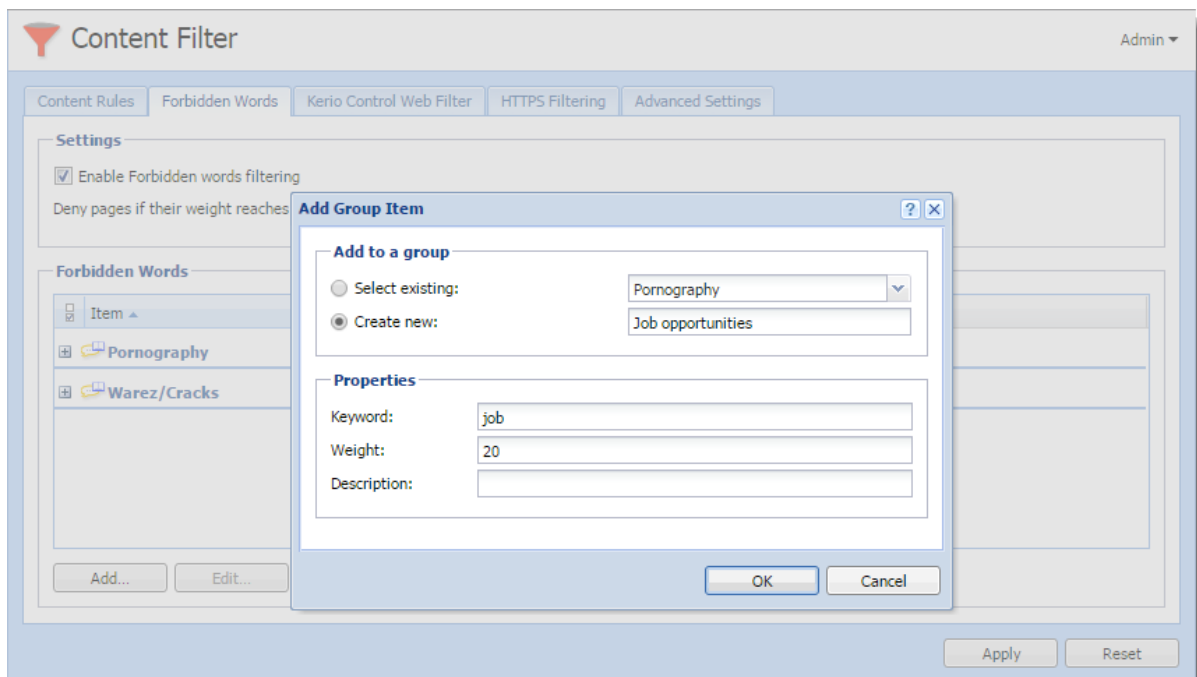 Content Filter
Admin
Content Rules Forbidden Words Kerio Control Web Filter HTTPS Filtering Advanced Settings
Settings
Enable Forbidden words filtering
Deny pages if their weight reaches
Add Group Item
Add to a group
Select existing: Pornography
Create new: Job opportunities
Forbidden Words
Item
Pornography
Warez/Cracks
Properties
Keyword: job
Weight: 20
Description:
Add... Edit...
OK Cancel
Apply Reset